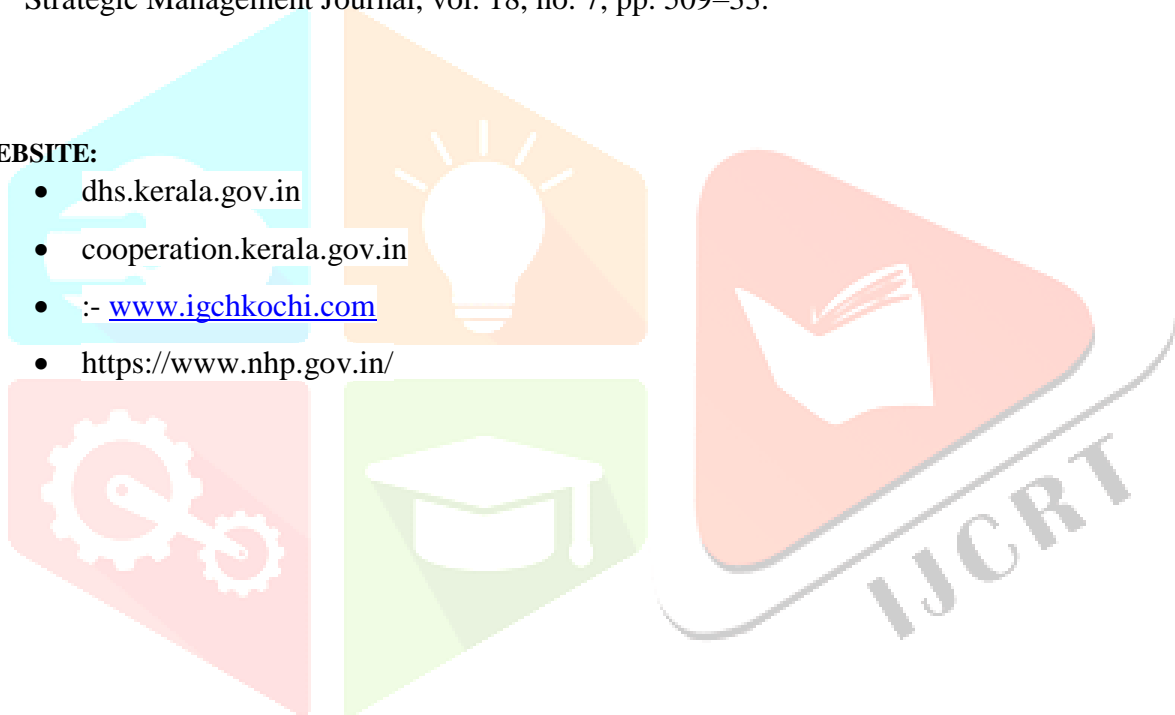 Strategic Management Journal, vol. 18, no. 7, pp. 509–33.
EBSITE:
• dhs.kerala.gov.in
• cooperation.kerala.gov.in
• :- www.igchkochi.com
• https://www.nhp.gov.in/
IJCRT